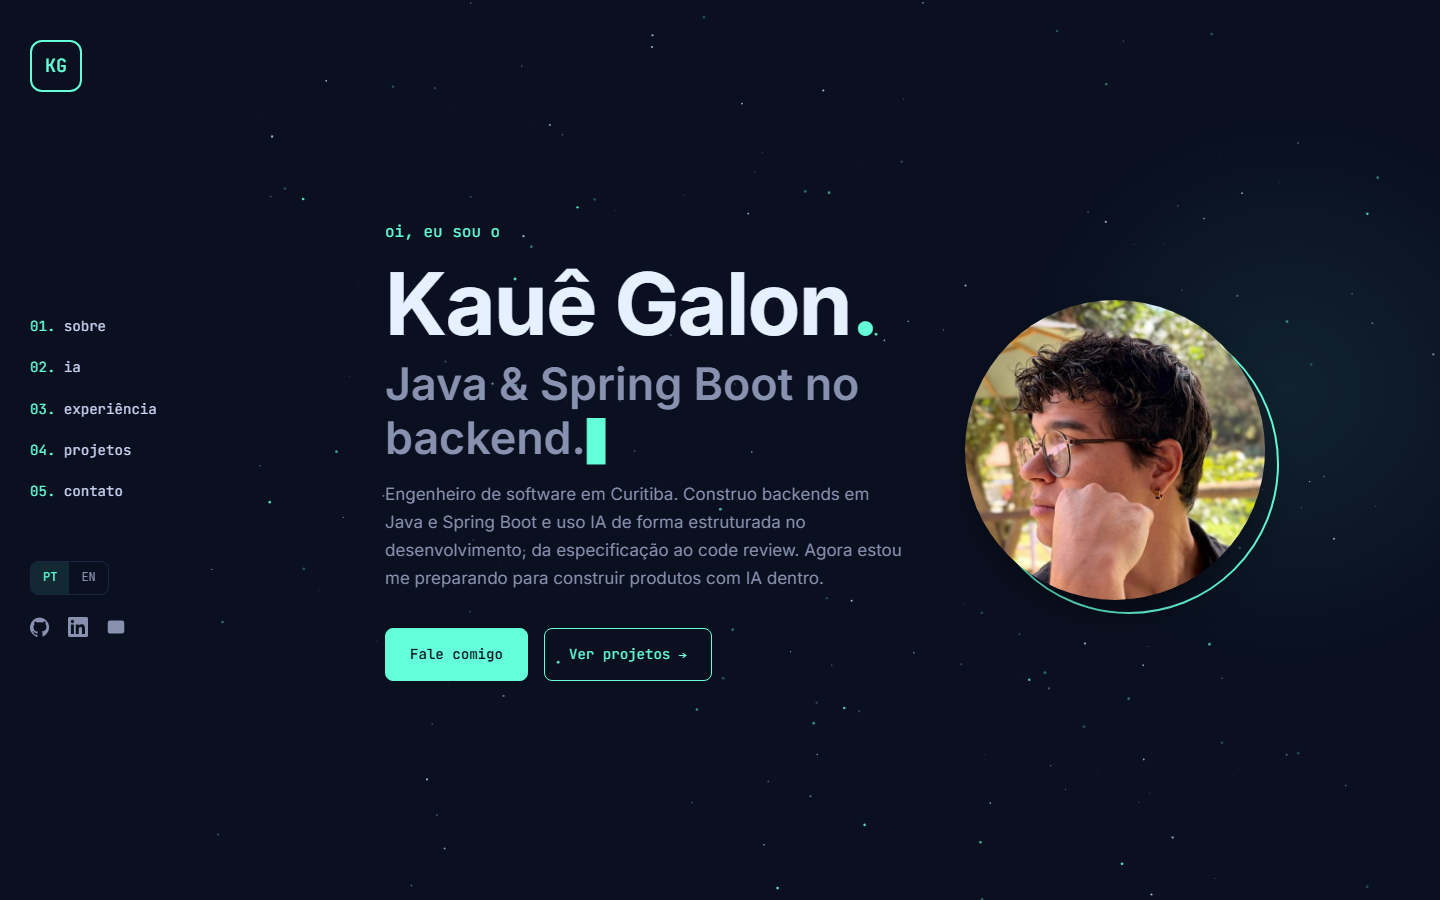 KG
01. sobre
02. ia
03. experiência
04. projetos
05. contato
PT EN
oi, eu sou o
Kauê Galon.
Java & Spring Boot no
backend.
Engenheiro de software em Curitiba. Construo backends em
Java e Spring Boot e uso IA de forma estruturada no
desenvolvimento; da especificação ao code review. Agora estou
me preparando para construir produtos com IA dentro.
Fale comigo
Ver projetos →